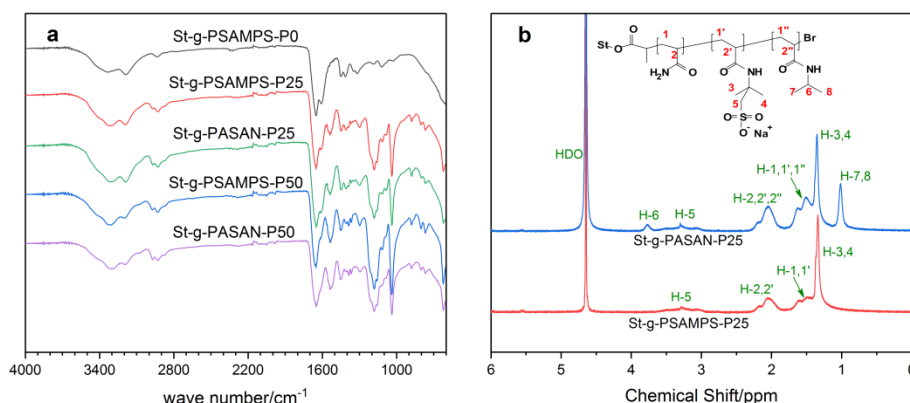 a
St-g-PSAMPS-P0
St-g-PSAMPS-P25
St-g-PASAN-P25
St-g-PSAMPS-P50
St-g-PASAN-P50
4000 3400 2800 2200 1600 1000
wave number/cm⁻¹
b
1 1' 1'' Br
St-O O 2 2' 2''
H₂N O O NH O NH
3 4 5 7 6 8
O=S=O
O⁻ Na⁺
HDO
H-3,4
H-1,1',1''
H-7,8
H-2,2',2''
H-6
H-5
St-g-PASAN-P25
H-3,4
H-1,1'
H-5
H-2,2'
St-g-PSAMPS-P25
6 5 4 3 2 1 0
Chemical Shift/ppm